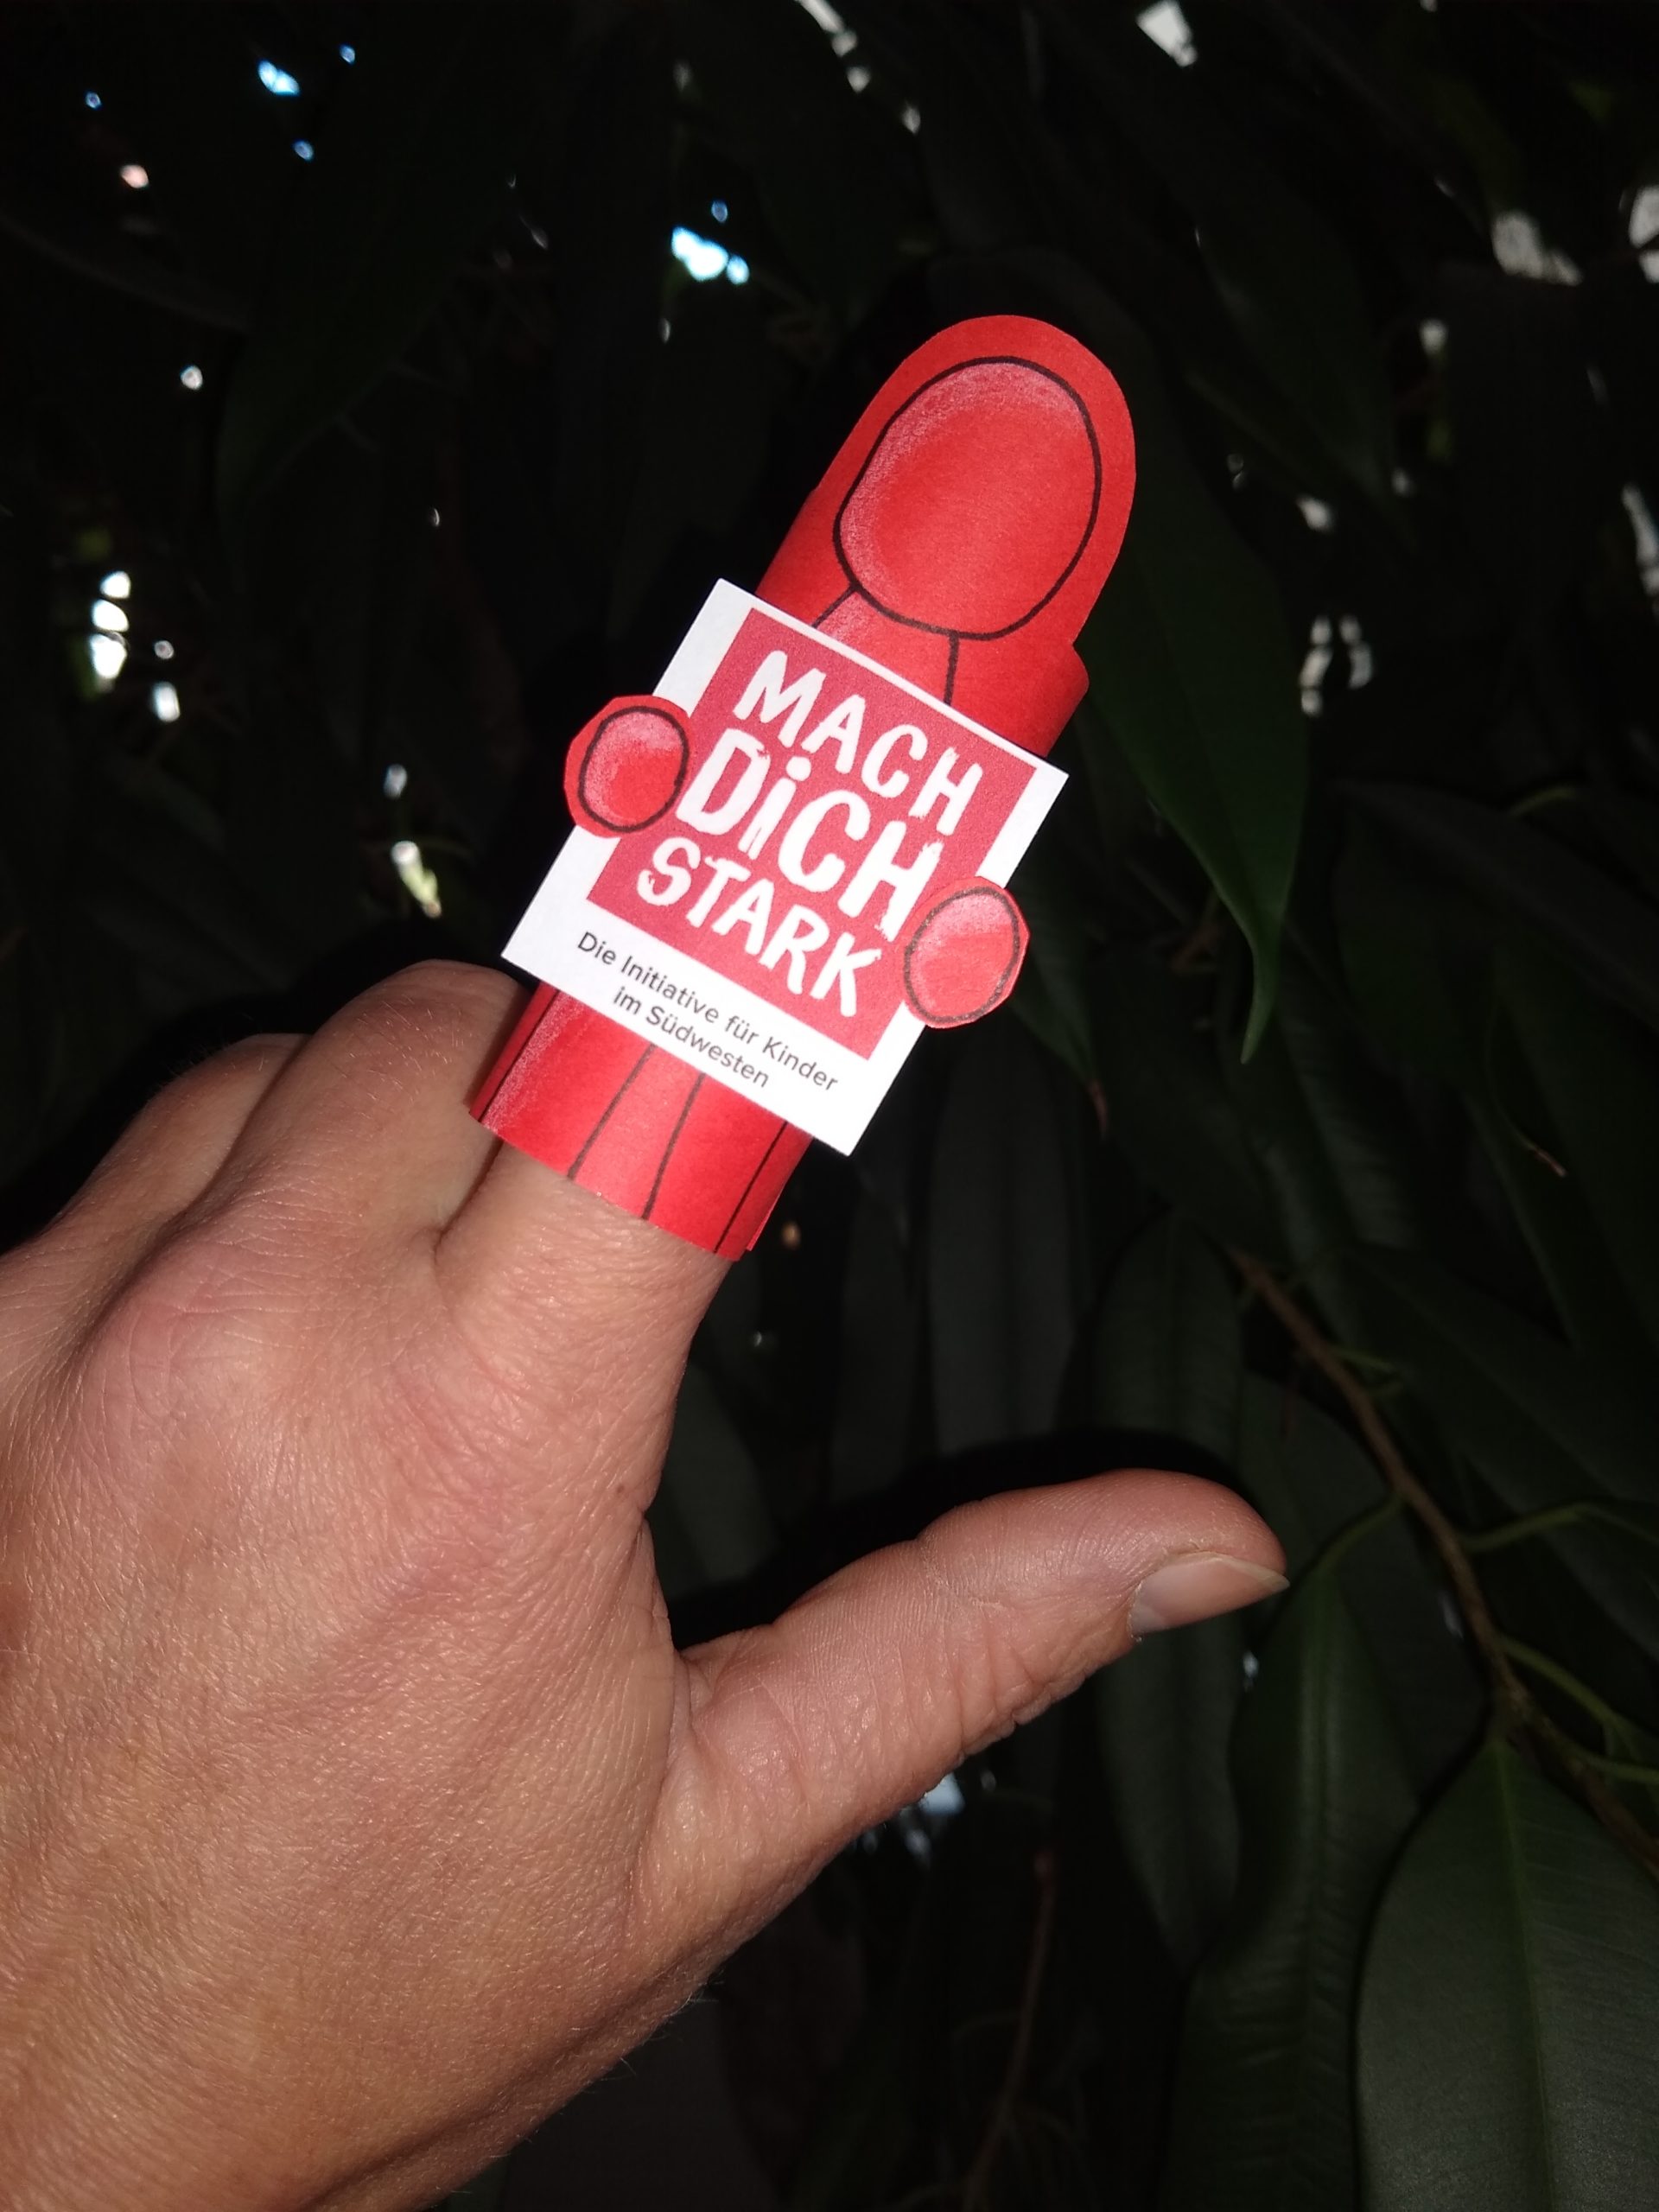 MACH
DiCH
STARK
Die Initiative für Kinder
im Südwesten